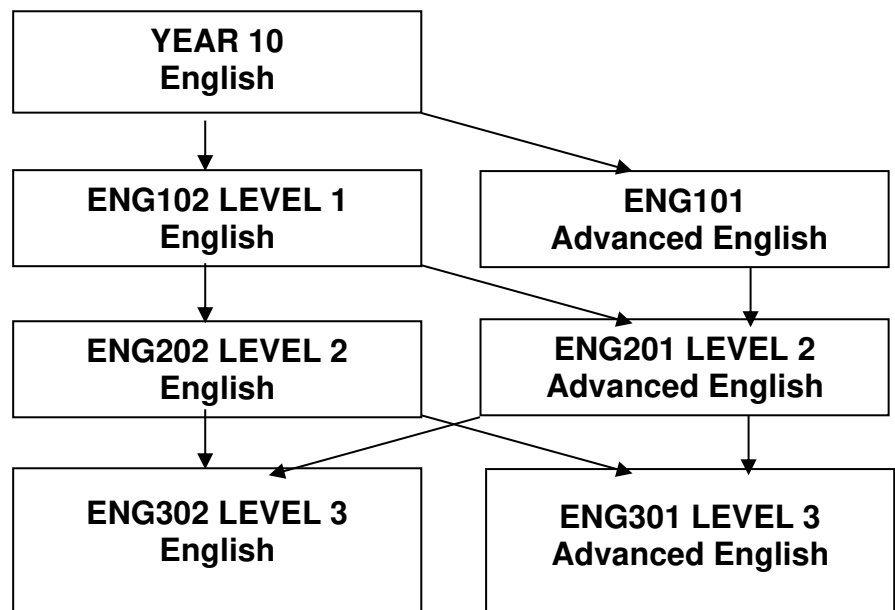 YEAR 10
English
ENG102 LEVEL 1
English
ENG101
Advanced English
ENG202 LEVEL 2
English
ENG201 LEVEL 2
Advanced English
ENG302 LEVEL 3
English
ENG301 LEVEL 3
Advanced English